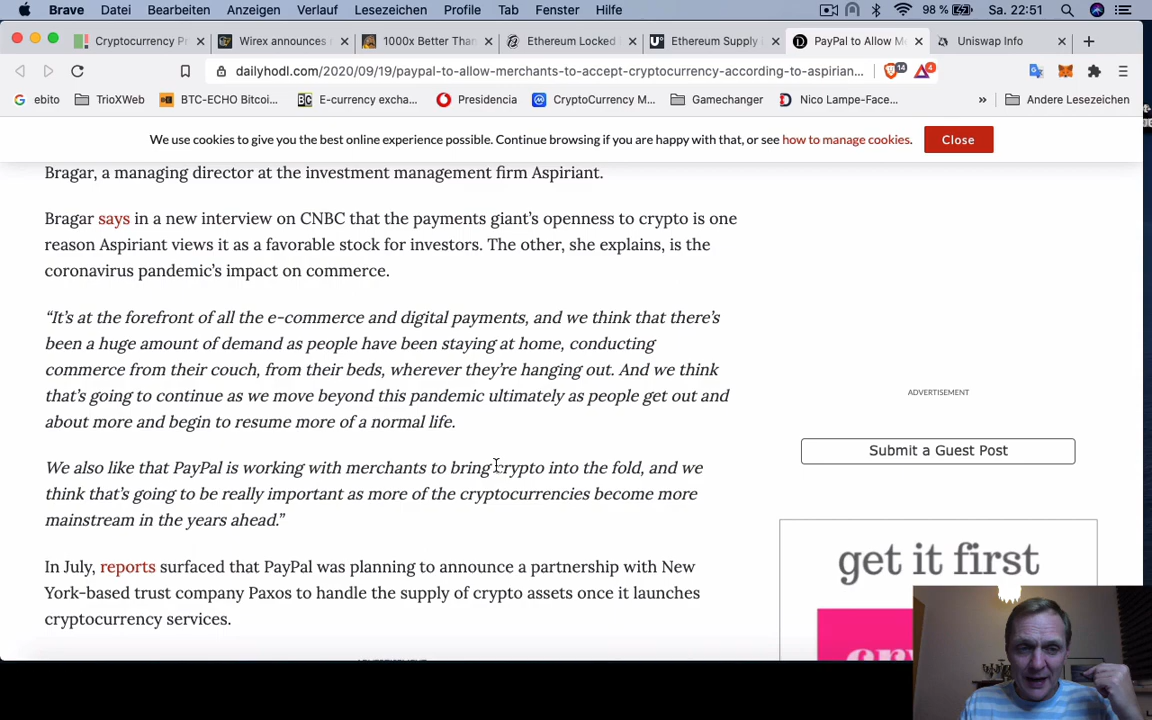 Brave Datei Bearbeiten Anzeigen Verlauf Lesezeichen Profile Tab Fenster Hilfe 98 % Sa. 22:51
Cryptocurrency Pr Wirex announces 1000x Better Than Ethereum Locked Ethereum Supply PayPal to Allow Me Uniswap Info
dailyhodl.com/2020/09/19/paypal-to-allow-merchants-to-accept-cryptocurrency-according-to-aspirian... 14 4
ebito TrioXWeb BTC-ECHO Bitcoi... E-currency excha... Presidencia CryptoCurrency M... Gamechanger Nico Lampe-Face... » Andere Lesezeichen
We use cookies to give you the best online experience possible. Continue browsing if you are happy with that, or see how to manage cookies. Close
Bragar, a managing director at the investment management firm Aspiriant.
Bragar says in a new interview on CNBC that the payments giant’s openness to crypto is one
reason Aspiriant views it as a favorable stock for investors. The other, she explains, is the
coronavirus pandemic’s impact on commerce.
“It’s at the forefront of all the e-commerce and digital payments, and we think that there’s
been a huge amount of demand as people have been staying at home, conducting
commerce from their couch, from their beds, wherever they’re hanging out. And we think
that’s going to continue as we move beyond this pandemic ultimately as people get out and
about more and begin to resume more of a normal life.
We also like that PayPal is working with merchants to bring crypto into the fold, and we
think that’s going to be really important as more of the cryptocurrencies become more
mainstream in the years ahead.”
In July, reports surfaced that PayPal was planning to announce a partnership with New
York-based trust company Paxos to handle the supply of crypto assets once it launches
cryptocurrency services.
ADVERTISEMENT
Submit a Guest Post
get it first